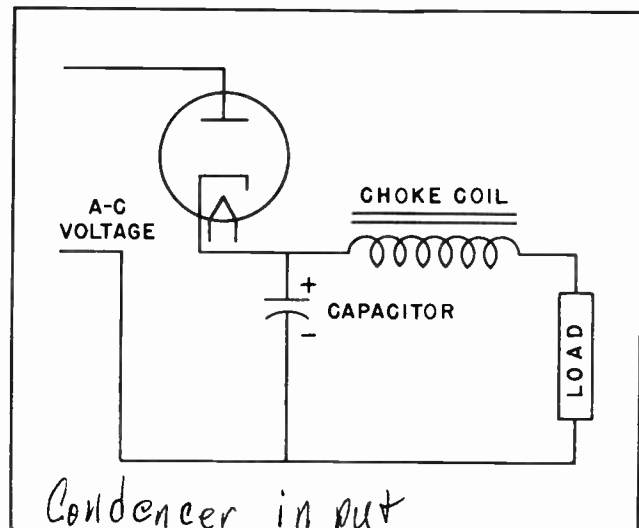 A-C
VOLTAGE
CHOKE COIL
+
CAPACITOR
-
LOAD
Condencer in put